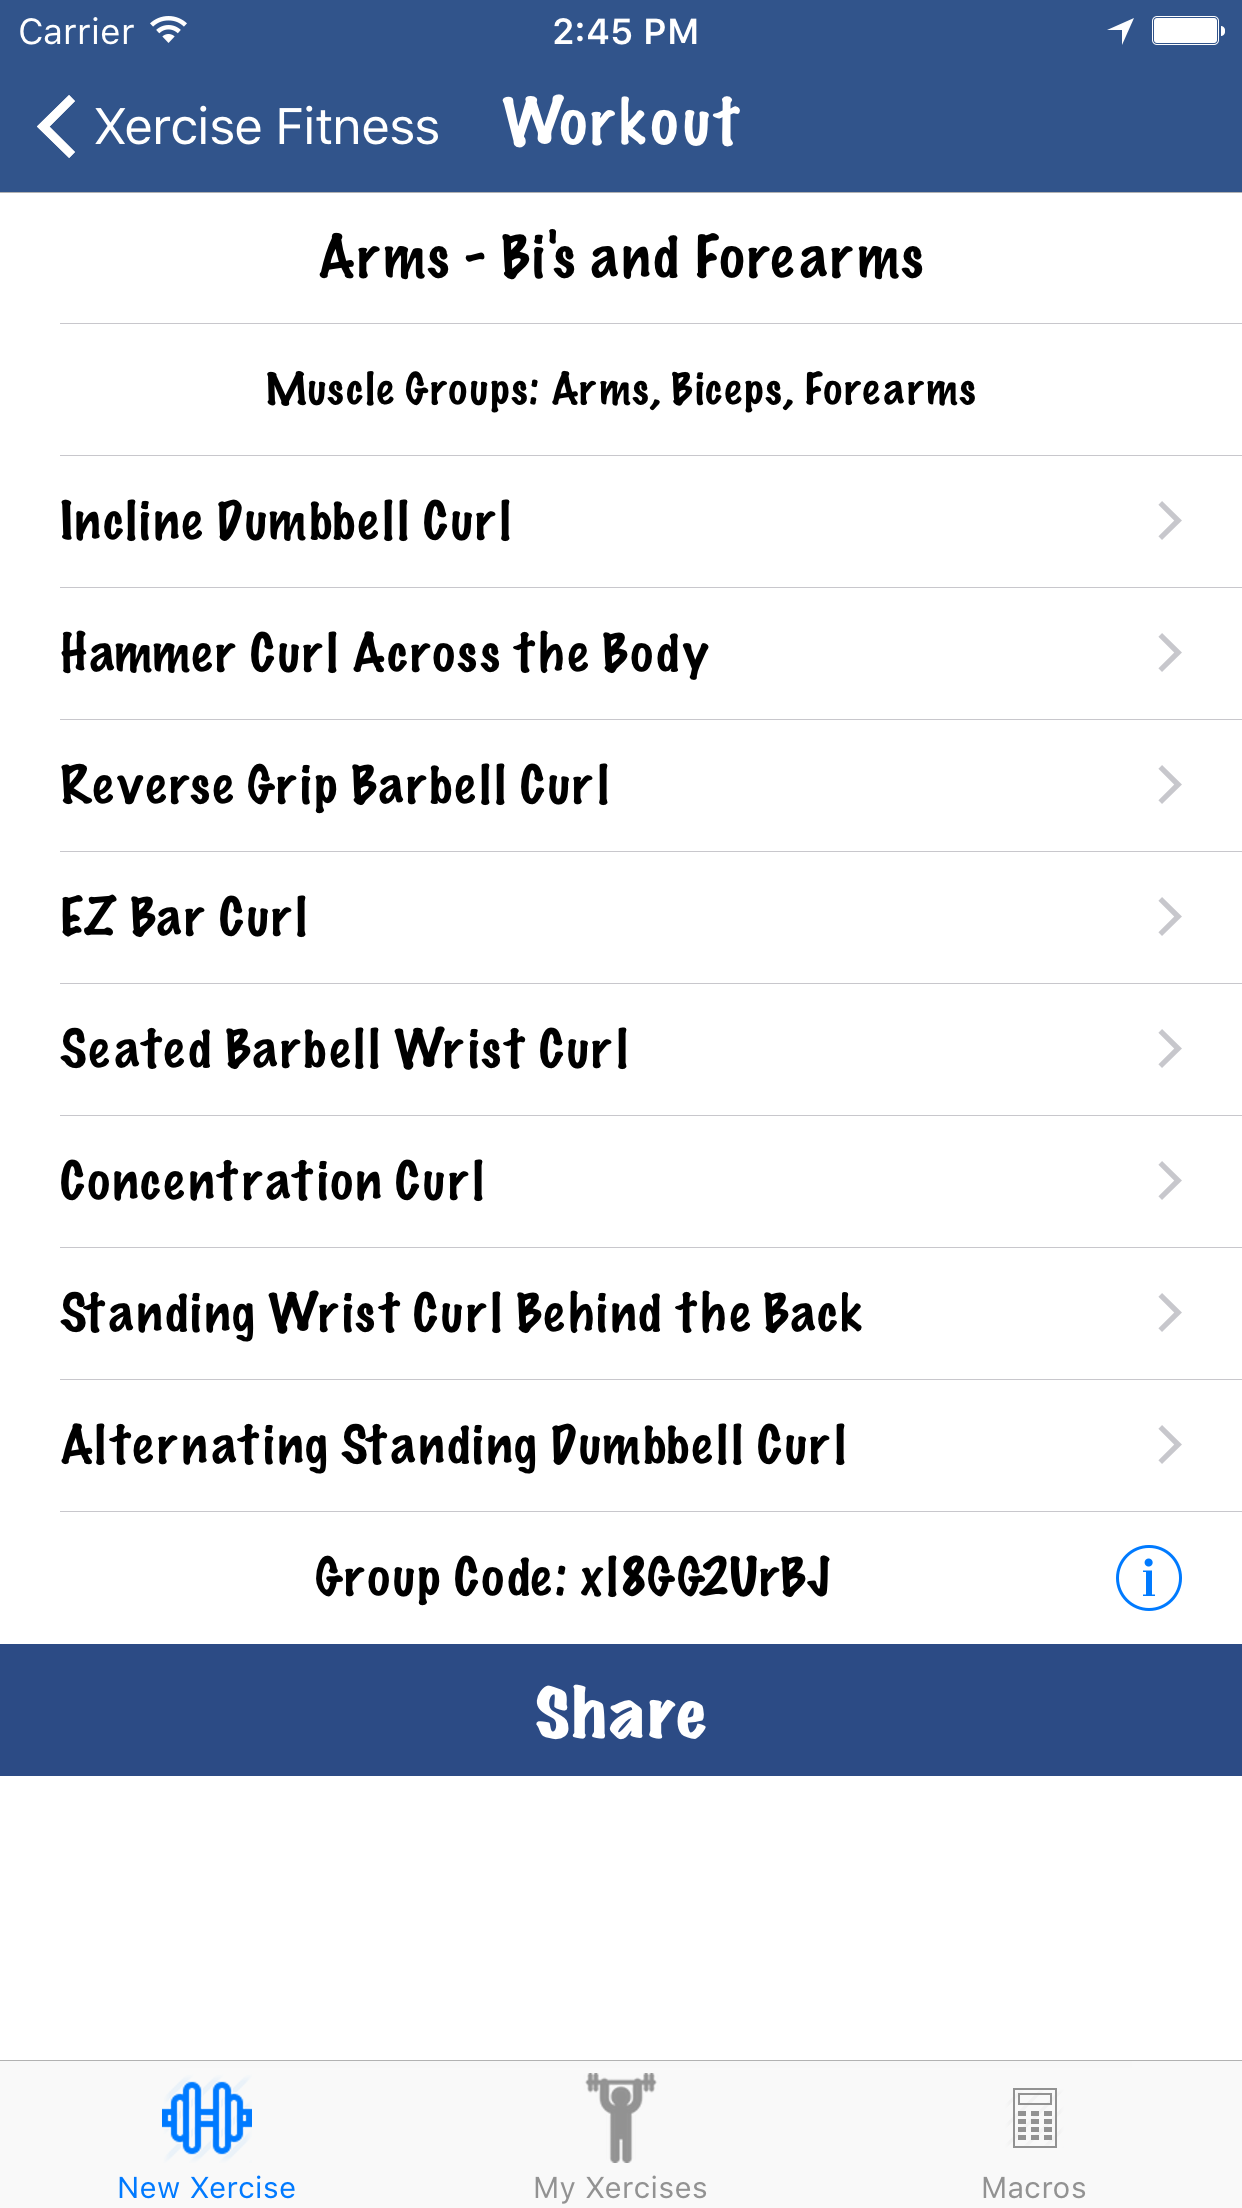 Carrier 2:45 PM
Xercise Fitness Workout
Arms - Bi's and Forearms
Muscle Groups: Arms, Biceps, Forearms
Incline Dumbbell Curl
Hammer Curl Across the Body
Reverse Grip Barbell Curl
EZ Bar Curl
Seated Barbell Wrist Curl
Concentration Curl
Standing Wrist Curl Behind the Back
Alternating Standing Dumbbell Curl
Group Code: xl8GG2UrBJ
Share
New Xercise My Xercises Macros